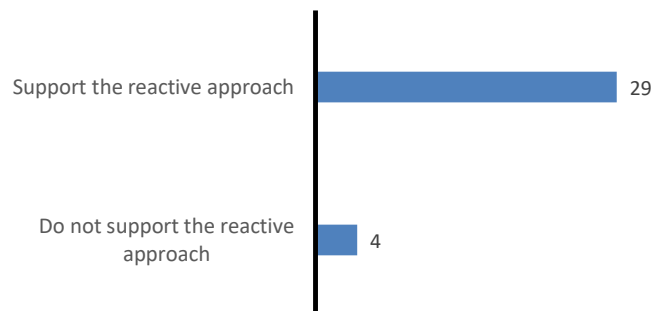 Support the reactive approach
29
Do not support the reactive
approach
4